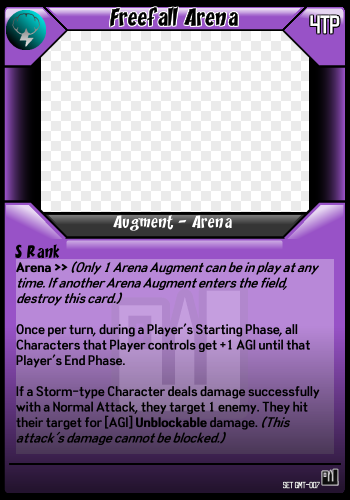 Freefall Arena
4TP
Augment - Arena
S Rank
Arena >> (Only 1 Arena Augment can be in play at any
time. If another Arena Augment enters the field,
destroy this card.)
Once per turn, during a Player's Starting Phase, all
Characters that Player controls get +1 AGI until that
Player's End Phase.
If a Storm-type Character deals damage successfully
with a Normal Attack, they target 1 enemy. They hit
their target for [AGI] Unblockable damage. (This
attack's damage cannot be blocked.)
SET GMT-007